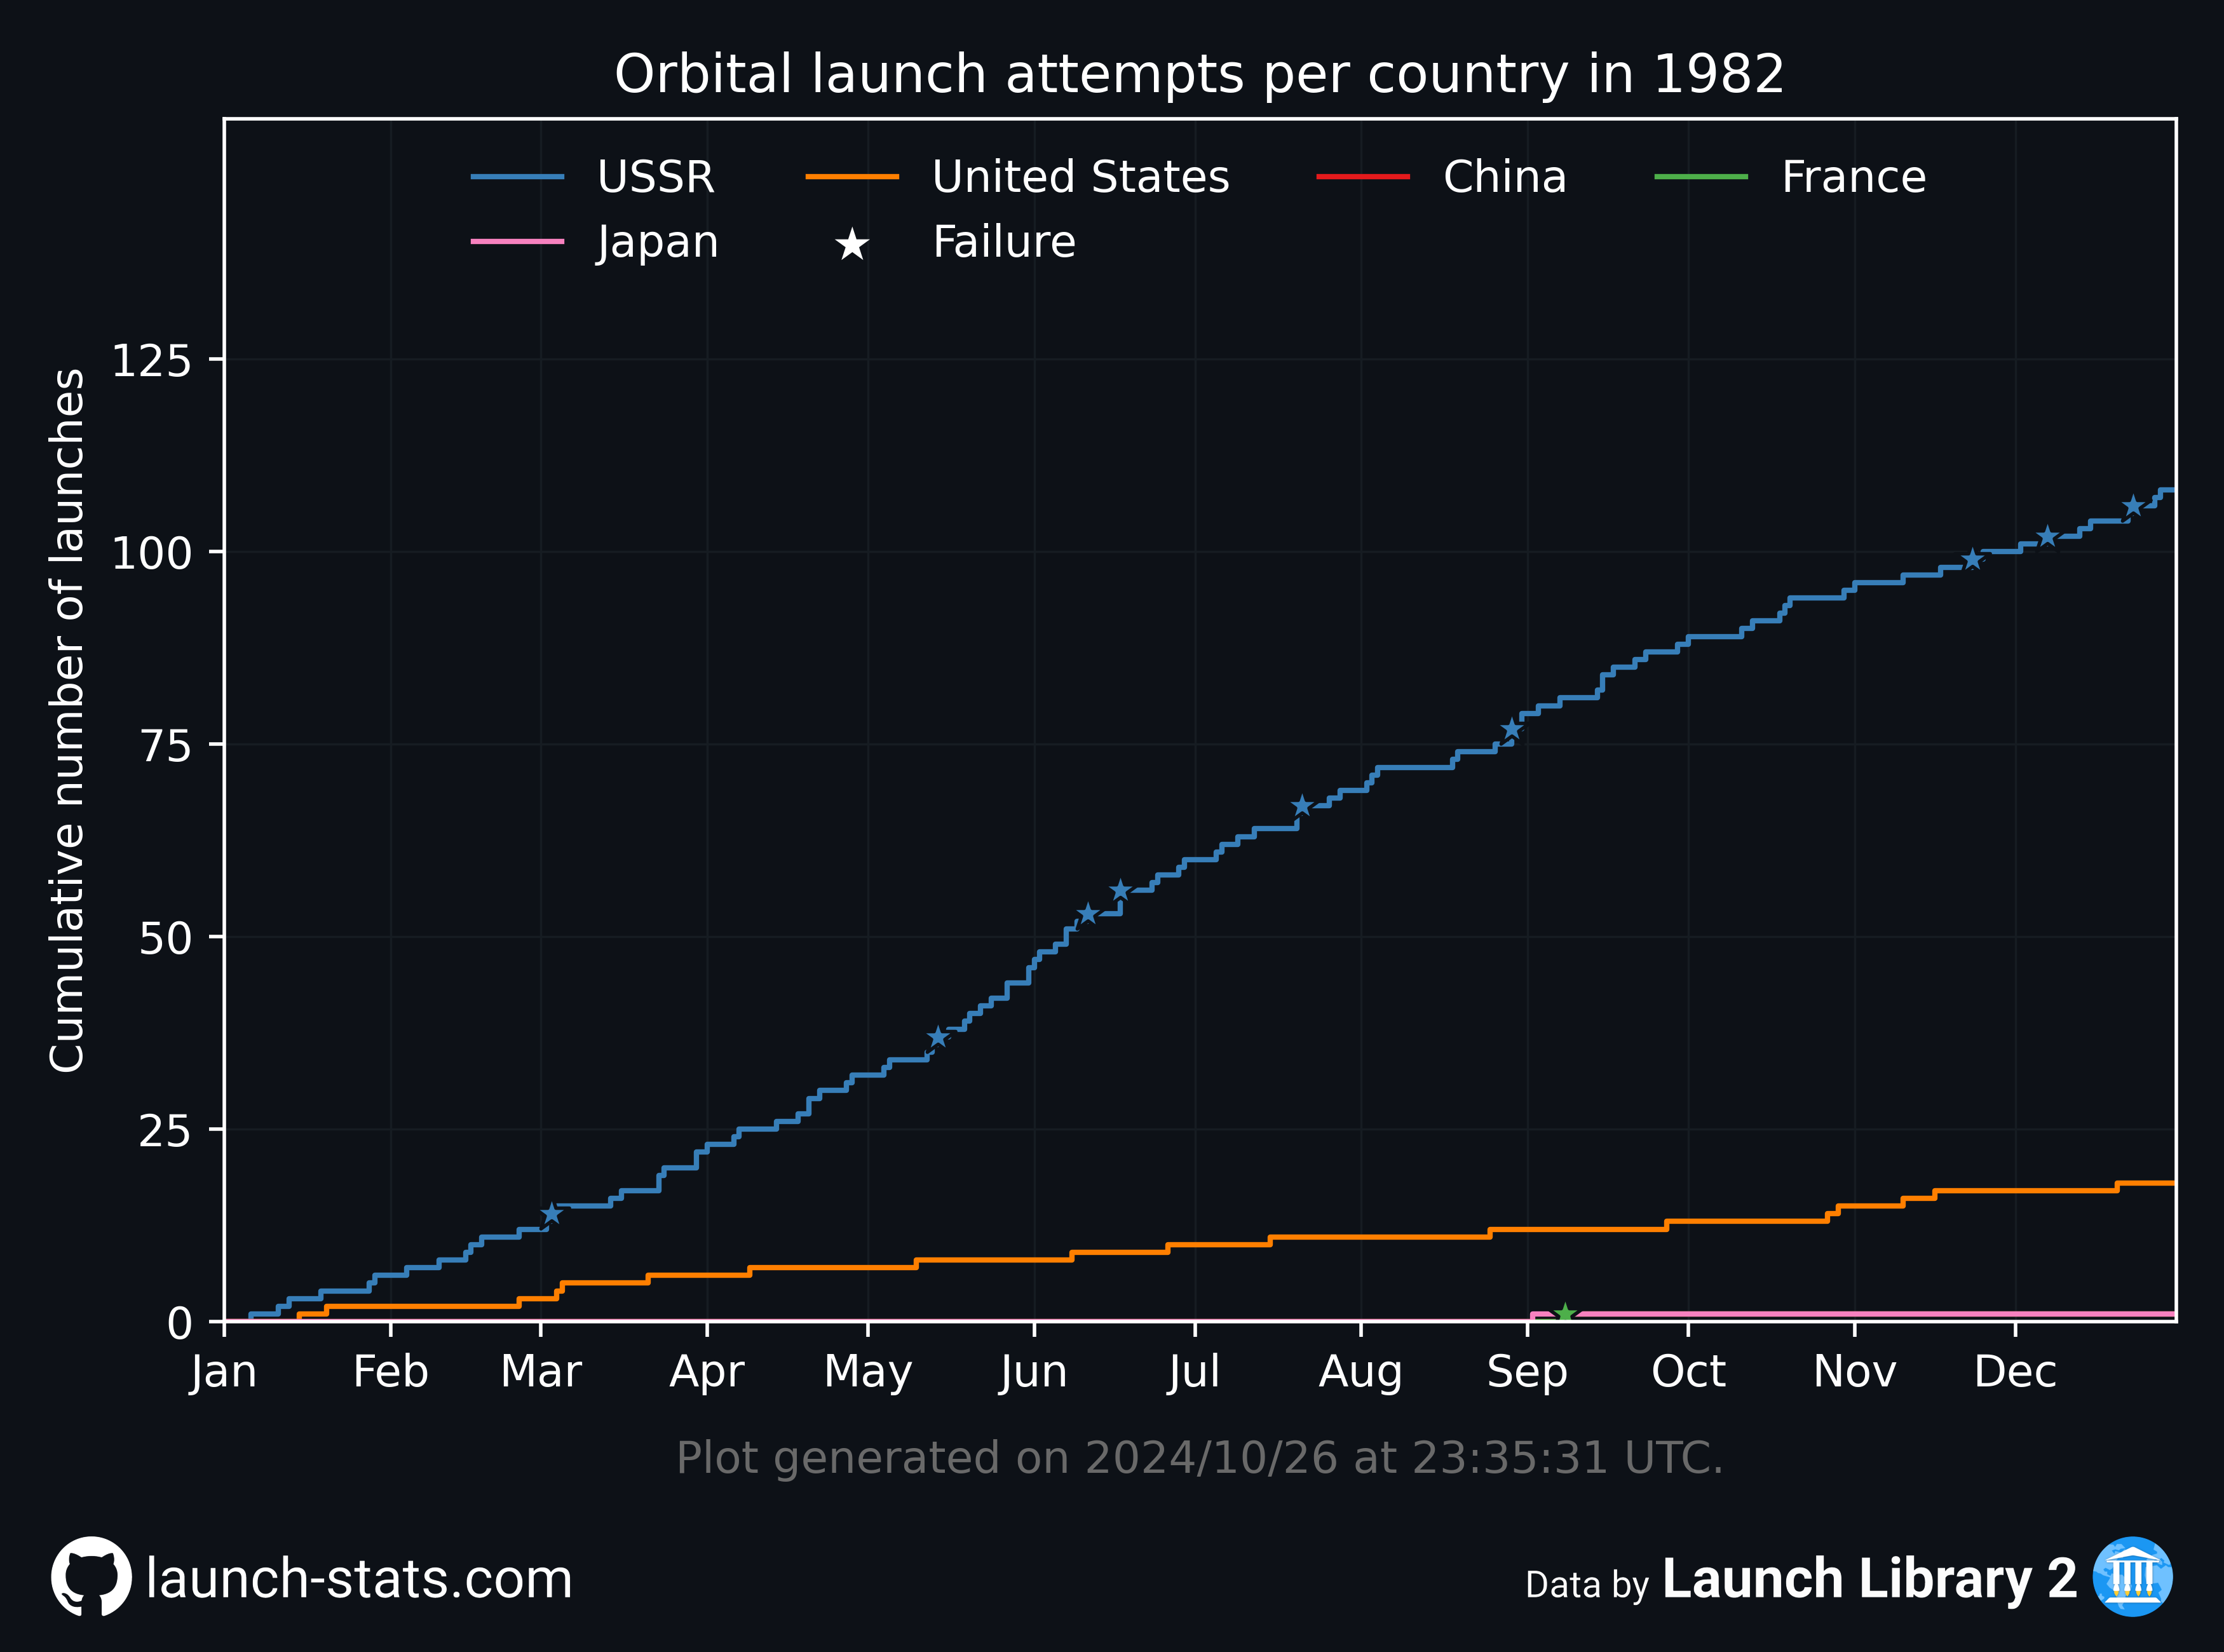 Orbital launch attempts per country in 1982
USSR United States China France
Japan Failure
Cumulative number of launches
125
100
75
50
25
0
Jan Feb Mar Apr May Jun Jul Aug Sep Oct Nov Dec
Plot generated on 2024/10/26 at 23:35:31 UTC.
launch-stats.com
Data by Launch Library 2